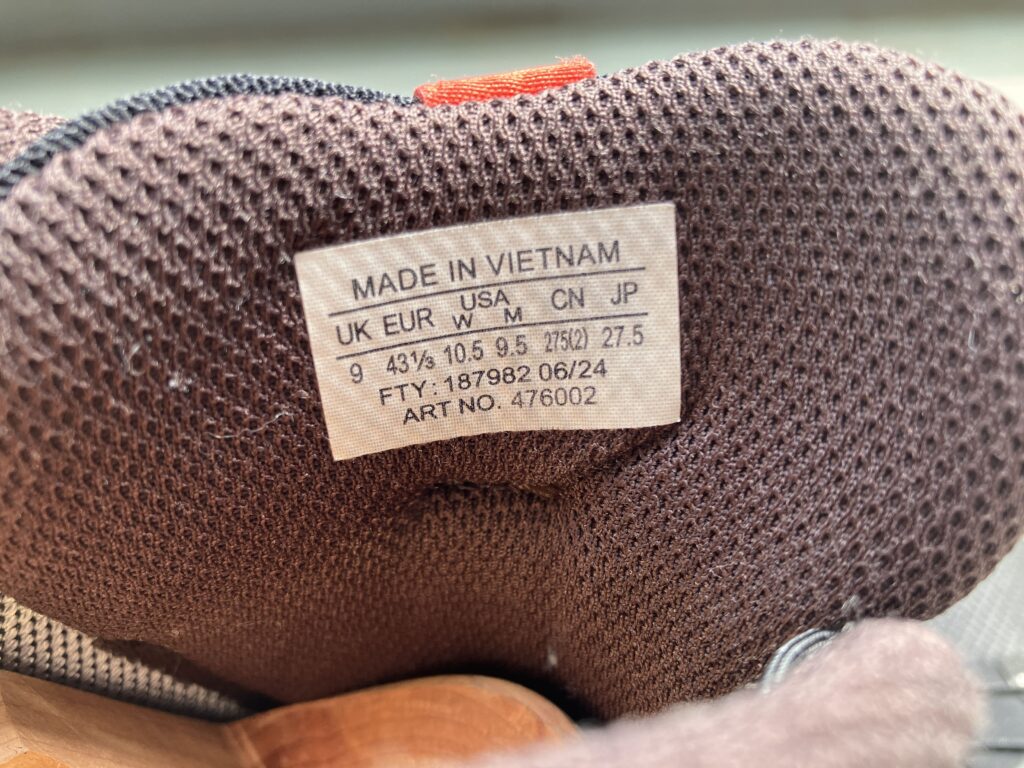 MADE IN VIETNAM
UK EUR USA CN JP
W M
9 43⅓ 10.5 9.5 275(2) 27.5
FTY: 187982 06/24
ART NO. 476002